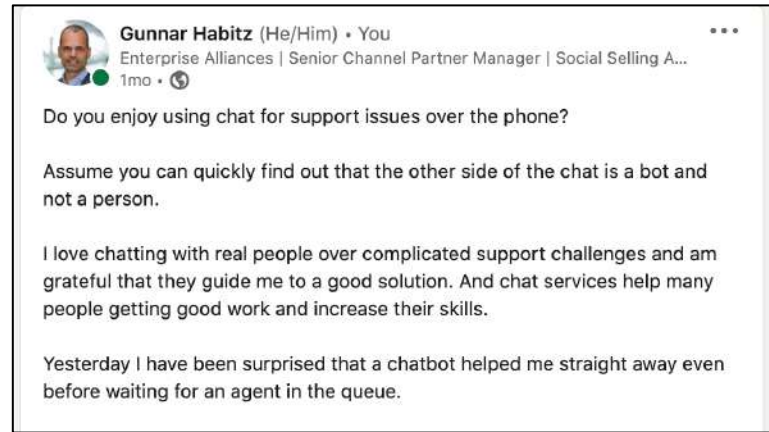 Gunnar Habitz (He/Him) • You
Enterprise Alliances | Senior Channel Partner Manager | Social Selling A...
1mo •
Do you enjoy using chat for support issues over the phone?
Assume you can quickly find out that the other side of the chat is a bot and
not a person.
I love chatting with real people over complicated support challenges and am
grateful that they guide me to a good solution. And chat services help many
people getting good work and increase their skills.
Yesterday I have been surprised that a chatbot helped me straight away even
before waiting for an agent in the queue.